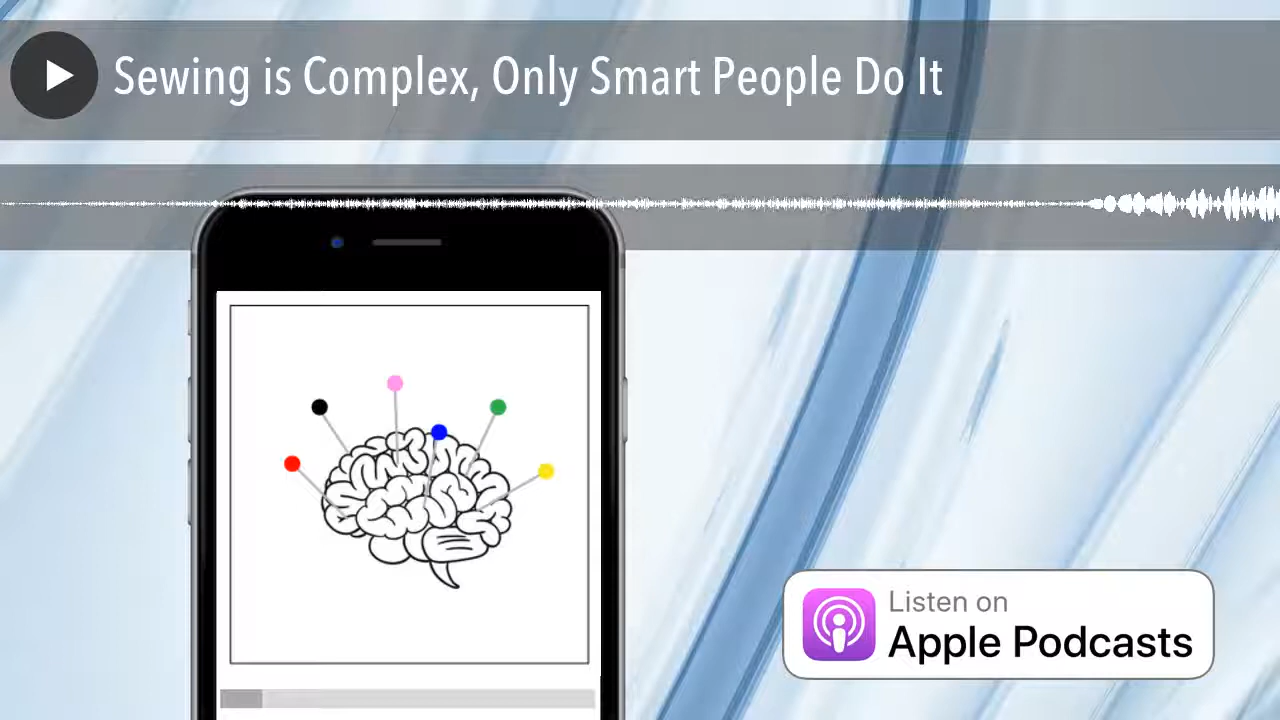 Sewing is Complex, Only Smart People Do It
Listen on
Apple Podcasts